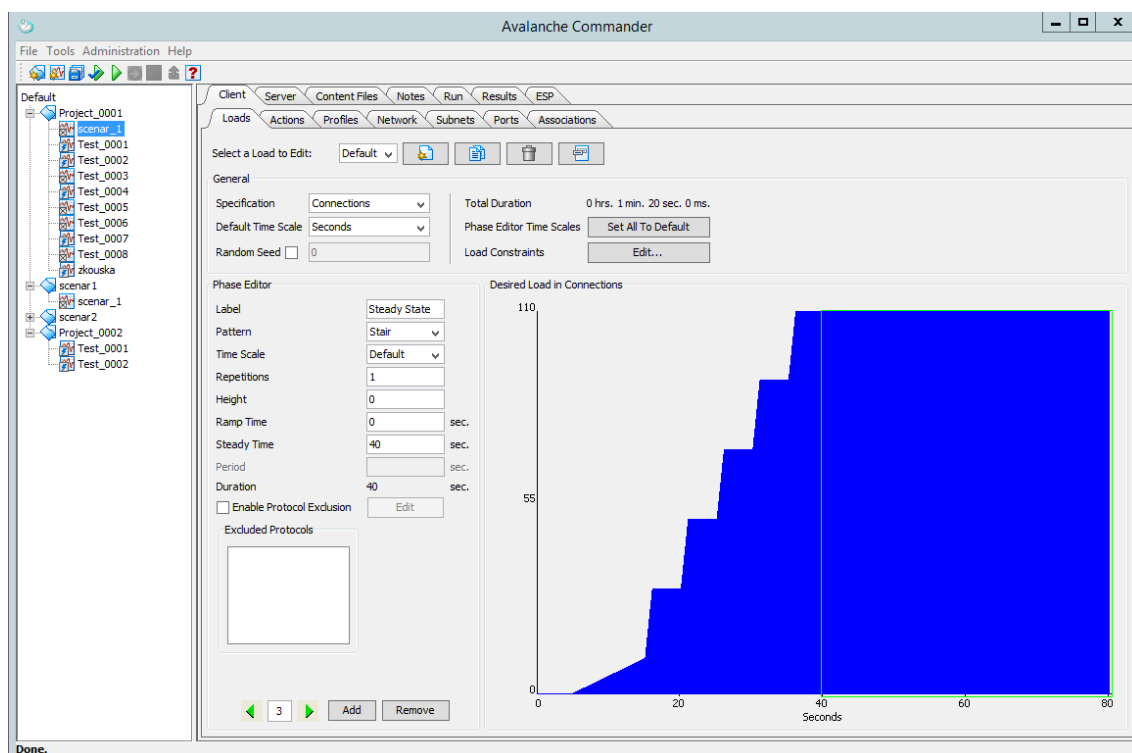 Avalanche Commander
File Tools Administration Help
Default
Project_0001
scenar_1
Test_0001
Test_0002
Test_0003
Test_0004
Test_0005
Test_0006
Test_0007
Test_0008
zkouska
scenar1
scenar_1
scenar2
Project_0002
Test_0001
Test_0002
Client Server Content Files Notes Run Results ESP
Loads Actions Profiles Network Subnets Ports Associations
Select a Load to Edit: Default
General
Specification Connections Total Duration 0 hrs. 1 min. 20 sec. 0 ms.
Default Time Scale Seconds Phase Editor Time Scales Set All To Default
Random Seed 0 Load Constraints Edit...
Phase Editor
Label Steady State
Pattern Stair
Time Scale Default
Repetitions 1
Height 0
Ramp Time 0 sec.
Steady Time 40 sec.
Period sec.
Duration 40 sec.
Enable Protocol Exclusion Edit
Excluded Protocols
3 Add Remove
Desired Load in Connections
110
55
0
0 20 40 60 80
Seconds
Done.